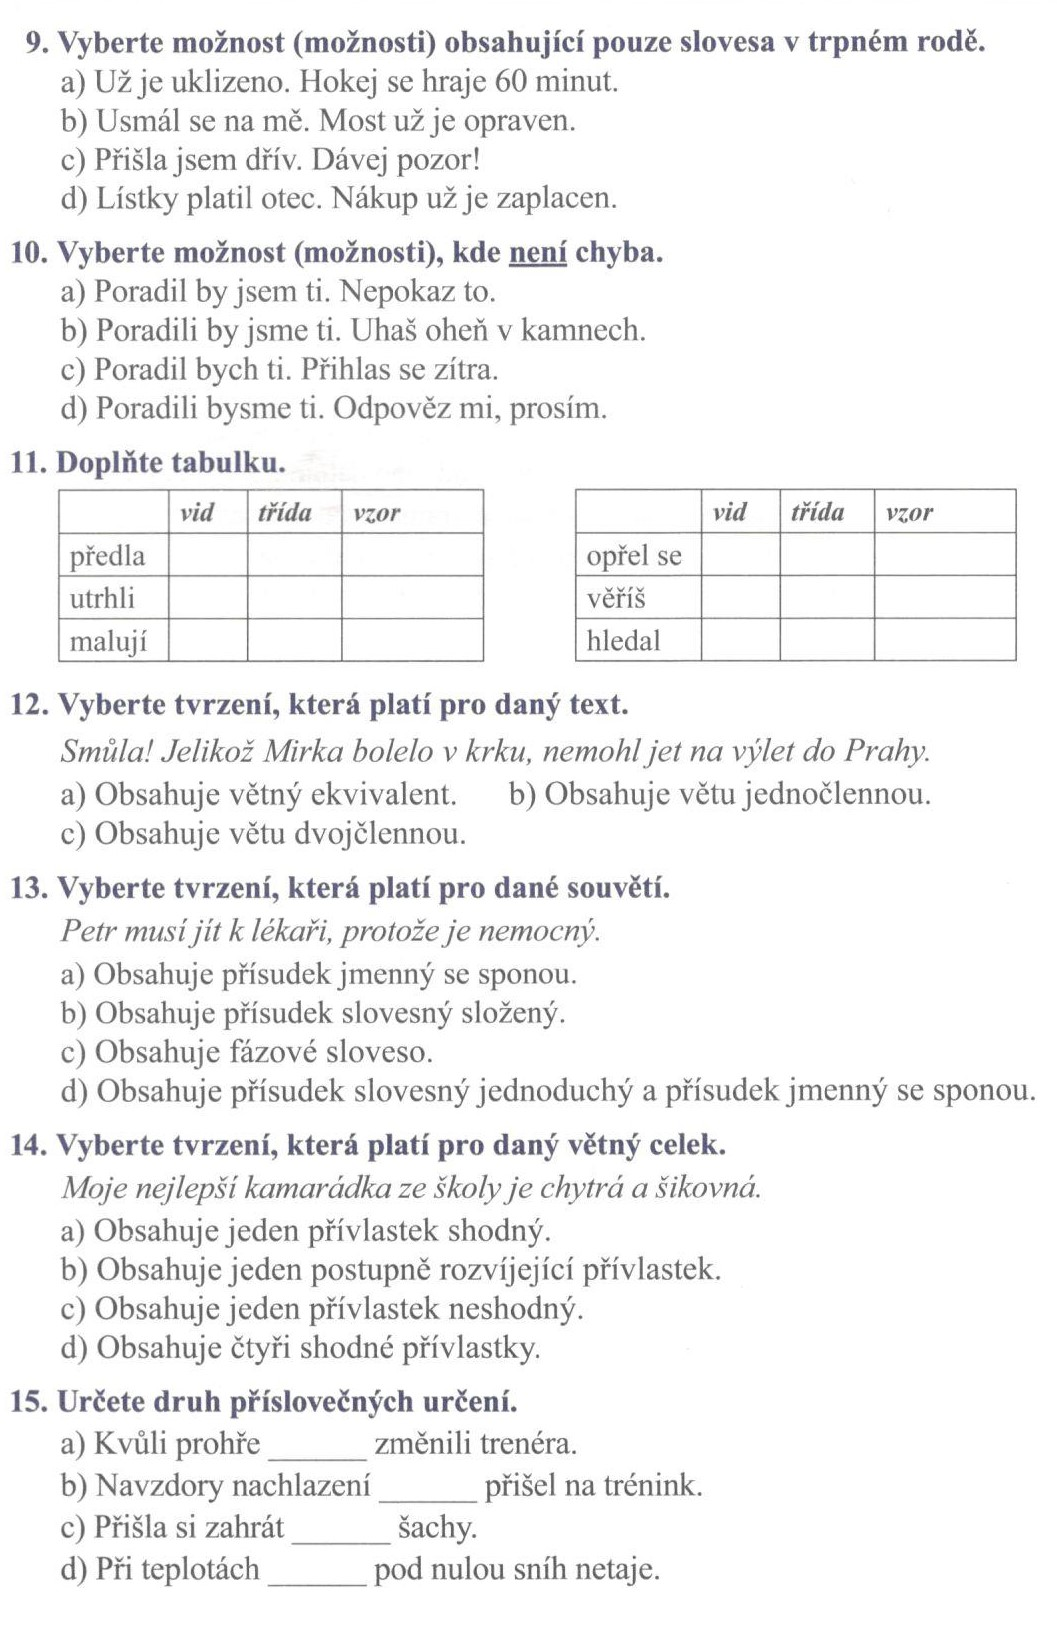 9. Vyberte možnost (možnosti) obsahující pouze slovesa v trpném rodě.
a) Už je uklizeno. Hokej se hraje 60 minut.
b) Usmál se na mě. Most už je opraven.
c) Přišla jsem dřív. Dávej pozor!
d) Lístky platil otec. Nákup už je zaplacen.
10. Vyberte možnost (možnosti), kde není chyba.
a) Poradil by jsem ti. Nepokaz to.
b) Poradili by jsme ti. Uhaš oheň v kamnech.
c) Poradil bych ti. Přihlas se zítra.
d) Poradili bysme ti. Odpověz mi, prosím.
11. Doplňte tabulku.
vid třída vzor
předla
utrhli
malují
vid třída vzor
opřel se
věříš
hledal
12. Vyberte tvrzení, která platí pro daný text.
Smůla! Jelikož Mirka bolelo v krku, nemohl jet na výlet do Prahy.
a) Obsahuje větný ekvivalent. b) Obsahuje větu jednočlennou.
c) Obsahuje větu dvojčlennou.
13. Vyberte tvrzení, která platí pro dané souvětí.
Petr musí jít k lékaři, protože je nemocný.
a) Obsahuje přísudek jmenný se sponou.
b) Obsahuje přísudek slovesný složený.
c) Obsahuje fázové sloveso.
d) Obsahuje přísudek slovesný jednoduchý a přísudek jmenný se sponou.
14. Vyberte tvrzení, která platí pro daný větný celek.
Moje nejlepší kamarádka ze školy je chytrá a šikovná.
a) Obsahuje jeden přívlastek shodný.
b) Obsahuje jeden postupně rozvíjející přívlastek.
c) Obsahuje jeden přívlastek neshodný.
d) Obsahuje čtyři shodné přívlastky.
15. Určete druh příslovečných určení.
a) Kvůli prohře ______ změnili trenéra.
b) Navzdory nachlazení ______ přišel na trénink.
c) Přišla si zahrát ______ šachy.
d) Při teplotách ______ pod nulou sníh netaje.